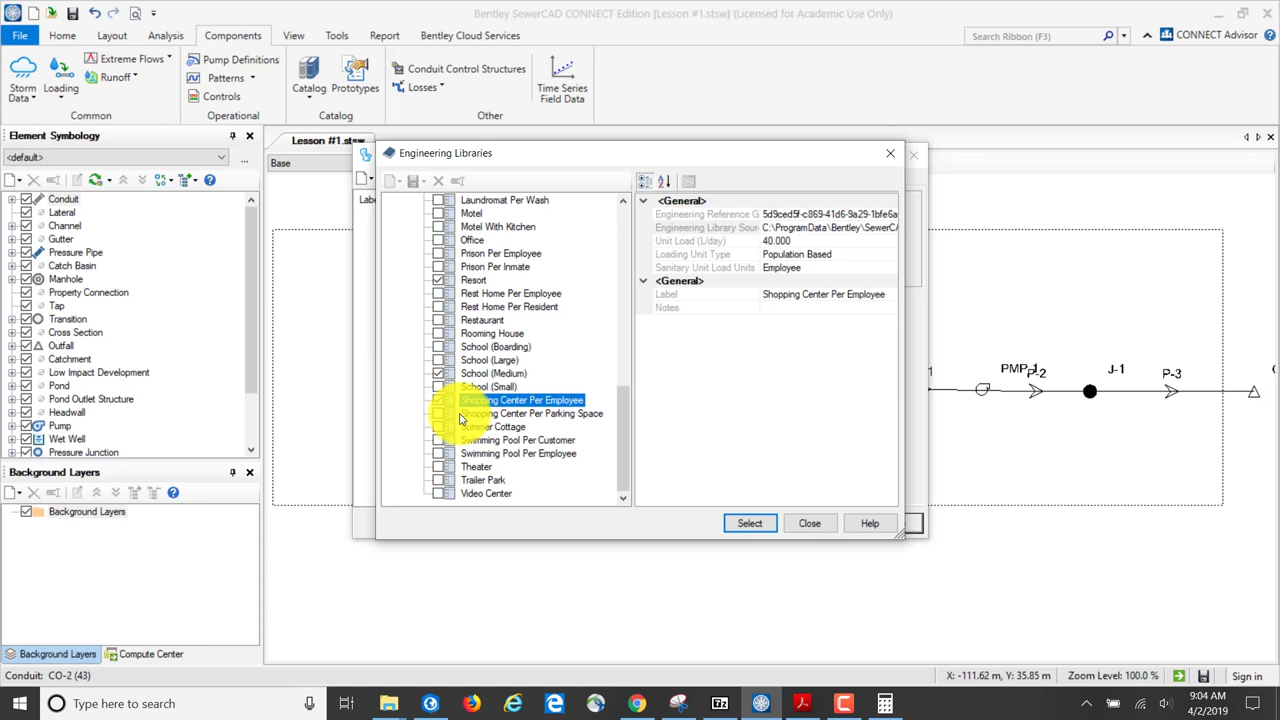 Bentley SewerCAD CONNECT Edition [Lesson #1.stsw] (Licensed for Academic Use Only)
File Home Layout Analysis Components View Tools Report Bentley Cloud Services
Search Ribbon (F3) CONNECT Advisor
Storm Data Loading Extreme Flows Runoff Common
Pump Definitions Patterns Controls Operational
Catalog Prototypes Catalog
Conduit Control Structures Losses Time Series Field Data Other
Element Symbology
<default>
...
Conduit
Lateral
Channel
Gutter
Pressure Pipe
Catch Basin
Manhole
Property Connection
Tap
Transition
Cross Section
Outfall
Catchment
Low Impact Development
Pond
Pond Outlet Structure
Headwall
Pump
Wet Well
Pressure Junction
Background Layers
Background Layers
Background Layers Compute Center
Lesson #1.stsw
Base
Engineering Libraries
Laundromat Per Wash
Motel
Motel With Kitchen
Office
Prison Per Employee
Prison Per Inmate
Resort
Rest Home Per Employee
Rest Home Per Resident
Restaurant
Rooming House
School (Boarding)
School (Large)
School (Medium)
School (Small)
Shopping Center Per Employee
Shopping Center Per Parking Space
Summer Cottage
Swimming Pool Per Customer
Swimming Pool Per Employee
Theater
Trailer Park
Video Center
<General>
Engineering Reference G 5d9ced5f-c869-41d6-9a29-1bfe6a
Engineering Library Sour C:\ProgramData\Bentley\SewerCA
Unit Load (L/day) 40.000
Loading Unit Type Population Based
Sanitary Unit Load Units Employee
<General>
Label Shopping Center Per Employee
Notes
Select Close Help
PMP-1 P-2 J-1 P-3
Conduit: CO-2 (43)
X: -111.62 m, Y: 35.85 m Zoom Level: 100.0 % Sign in
Type here to search
9:04 AM
4/2/2019